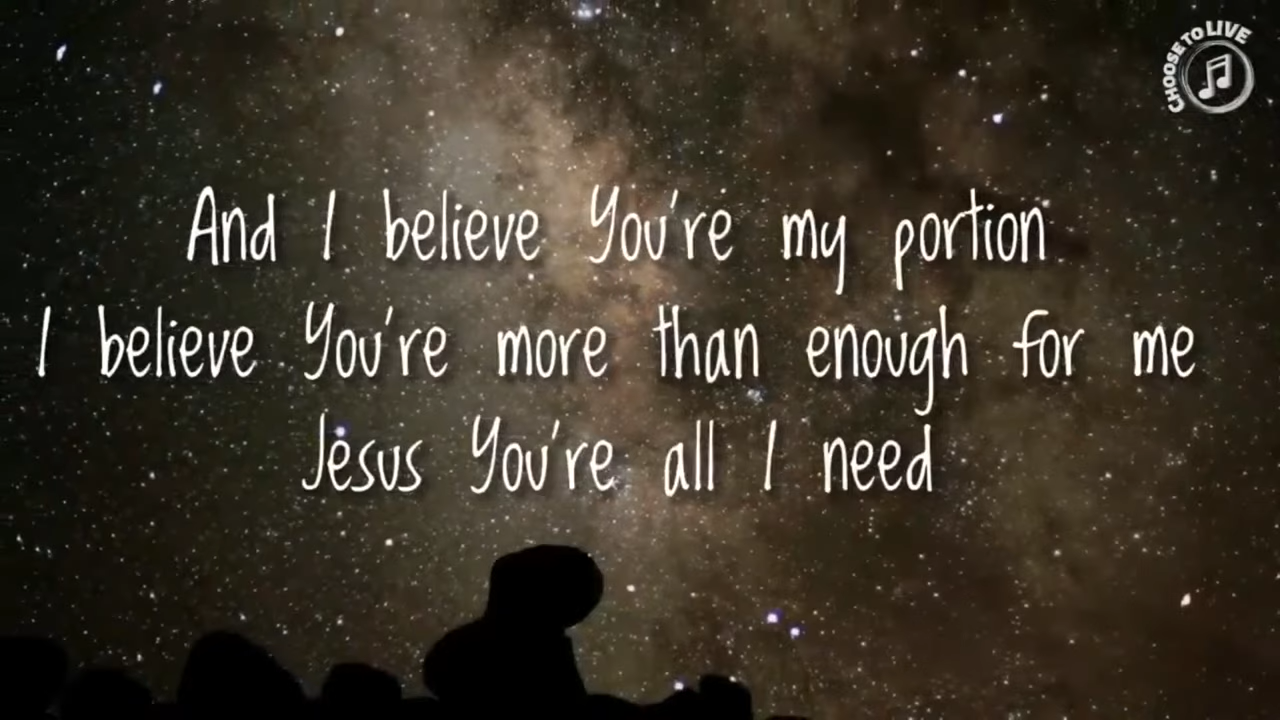 CHOOSE TO LIVE
And I believe You're my portion
I believe You're more than enough for me
Jesus You're all I need